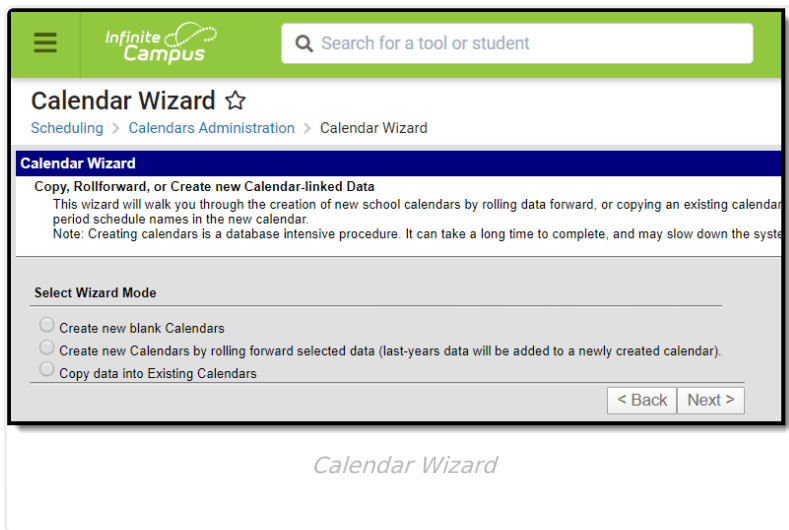 Infinite
Campus
Search for a tool or student
Calendar Wizard
Scheduling > Calendars Administration > Calendar Wizard
Calendar Wizard
Copy, Rollforward, or Create new Calendar-linked Data
This wizard will walk you through the creation of new school calendars by rolling data forward, or copying an existing calendar
period schedule names in the new calendar.
Note: Creating calendars is a database intensive procedure. It can take a long time to complete, and may slow down the syste
Select Wizard Mode
Create new blank Calendars
Create new Calendars by rolling forward selected data (last-years data will be added to a newly created calendar).
Copy data into Existing Calendars
< Back Next >
Calendar Wizard